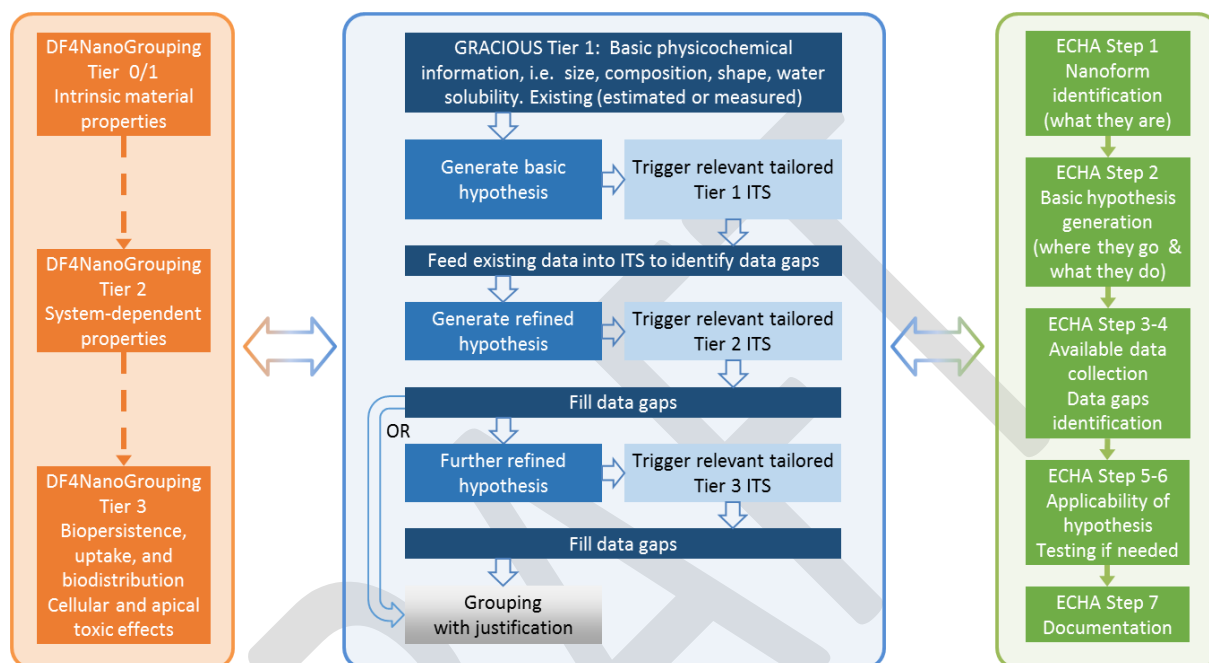 DF4NanoGrouping
Tier 0/1
Intrinsic material
properties
DF4NanoGrouping
Tier 2
System-dependent
properties
DF4NanoGrouping
Tier 3
Biopersistence,
uptake, and
biodistribution
Cellular and apical
toxic effects
GRACIOUS Tier 1: Basic physicochemical
information, i.e. size, composition, shape, water
solubility. Existing (estimated or measured)
Generate basic
hypothesis
Trigger relevant tailored
Tier 1 ITS
Feed existing data into ITS to identify data gaps
Generate refined
hypothesis
Trigger relevant tailored
Tier 2 ITS
Fill data gaps
OR
Further refined
hypothesis
Trigger relevant tailored
Tier 3 ITS
Fill data gaps
Grouping
with justification
ECHA Step 1
Nanoform
identification
(what they are)
ECHA Step 2
Basic hypothesis
generation
(where they go &
what they do)
ECHA Step 3-4
Available data
collection
Data gaps
identification
ECHA Step 5-6
Applicability of
hypothesis
Testing if needed
ECHA Step 7
Documentation